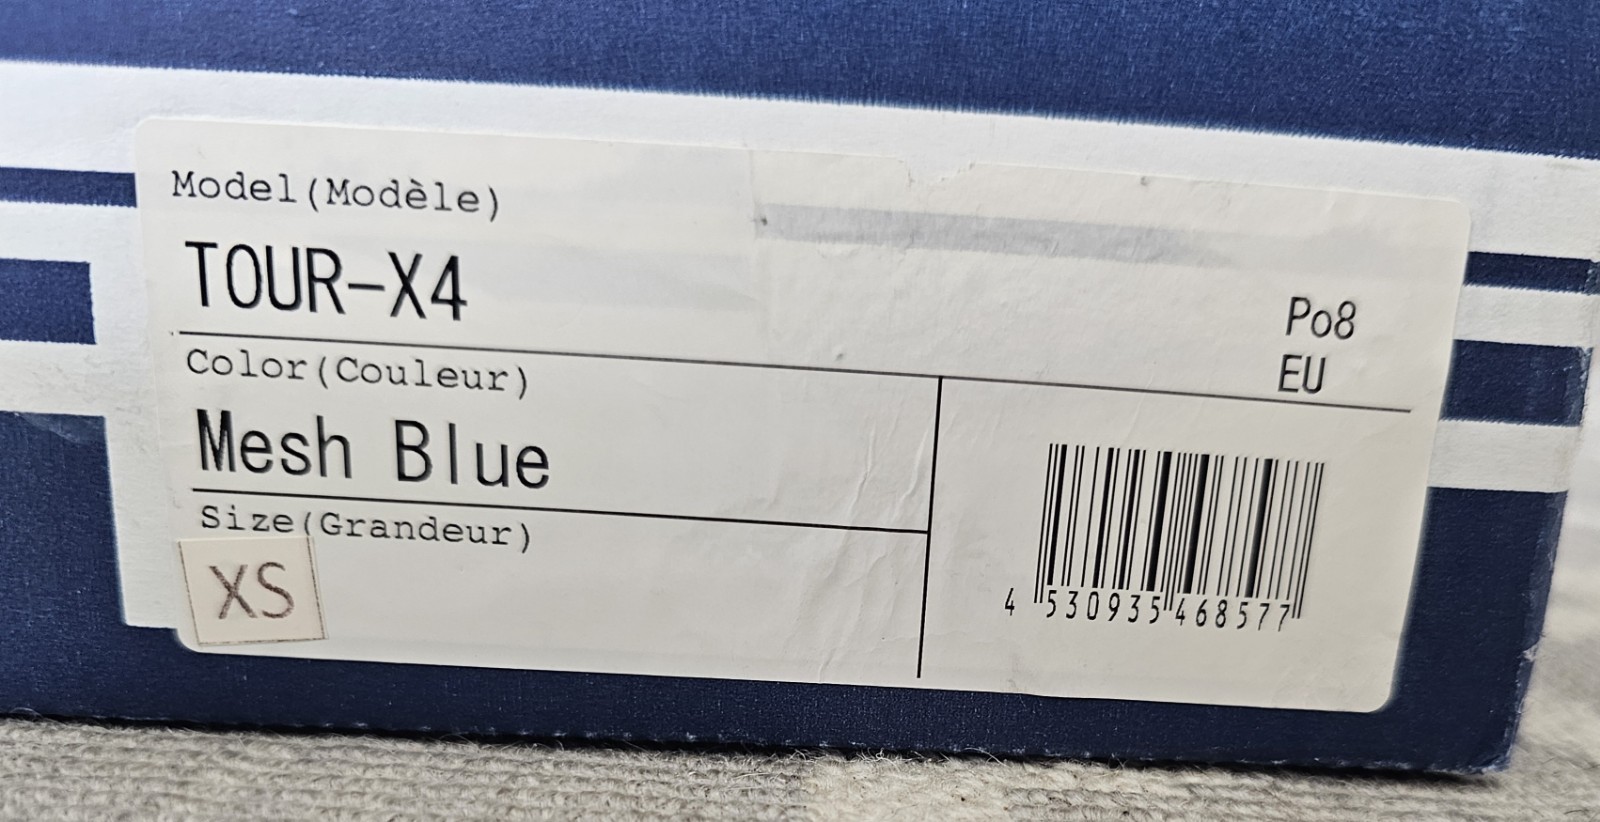 Model(Modèle)
TOUR-X4
Po8
EU
Color(Couleur)
Mesh Blue
Size(Grandeur)
XS
4 530935 468577